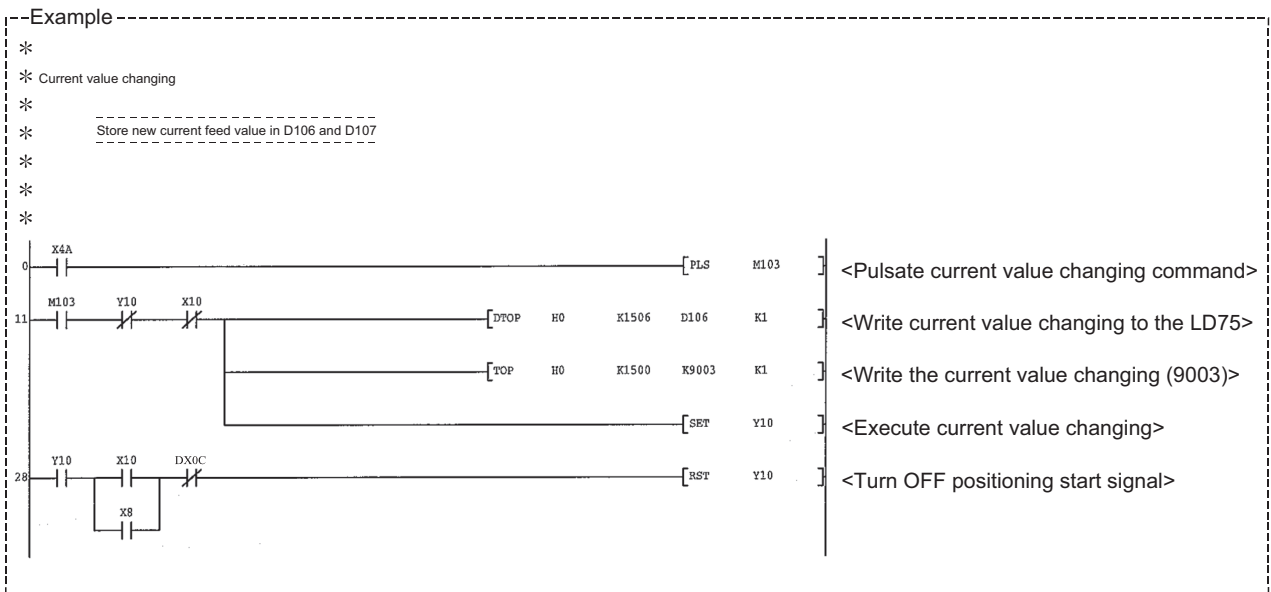 Example
*
* Current value changing
*
* Store new current feed value in D106 and D107
*
*
*
X4A
0 [PLS M103 ] <Pulsate current value changing command>
M103 Y10 X10
11 [DTOP H0 K1506 D106 K1 ] <Write current value changing to the LD75>
[TOP H0 K1500 K9003 K1 ] <Write the current value changing (9003)>
[SET Y10 ] <Execute current value changing>
Y10 X10 DX0C
28 [RST Y10 ] <Turn OFF positioning start signal>
X8